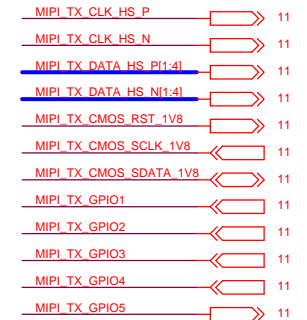 MIPI_TX_CLK_HS_P 11
MIPI_TX_CLK_HS_N 11
MIPI_TX_DATA_HS_P[1:4] 11
MIPI_TX_DATA_HS_N[1:4] 11
MIPI_TX_CMOS_RST_1V8 11
MIPI_TX_CMOS_SCLK_1V8 11
MIPI_TX_CMOS_SDATA_1V8 11
MIPI_TX_GPIO1 11
MIPI_TX_GPIO2 11
MIPI_TX_GPIO3 11
MIPI_TX_GPIO4 11
MIPI_TX_GPIO5 11